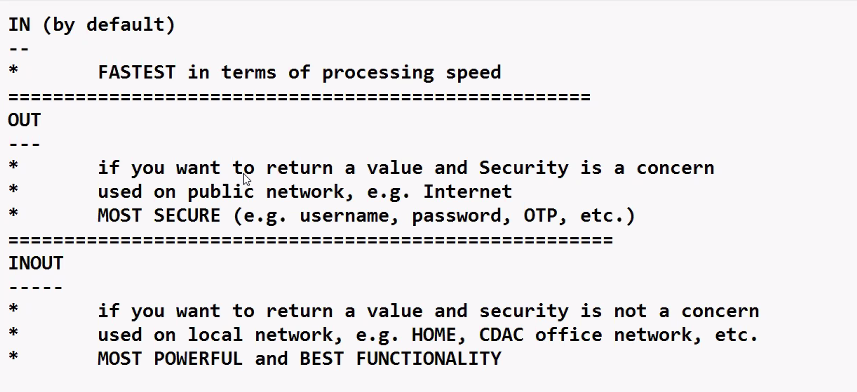 IN (by default)
--
* FASTEST in terms of processing speed
====================================================
OUT
---
* if you want to return a value and Security is a concern
* used on public network, e.g. Internet
* MOST SECURE (e.g. username, password, OTP, etc.)
======================================================
INOUT
-----
* if you want to return a value and security is not a concern
* used on local network, e.g. HOME, CDAC office network, etc.
* MOST POWERFUL and BEST FUNCTIONALITY